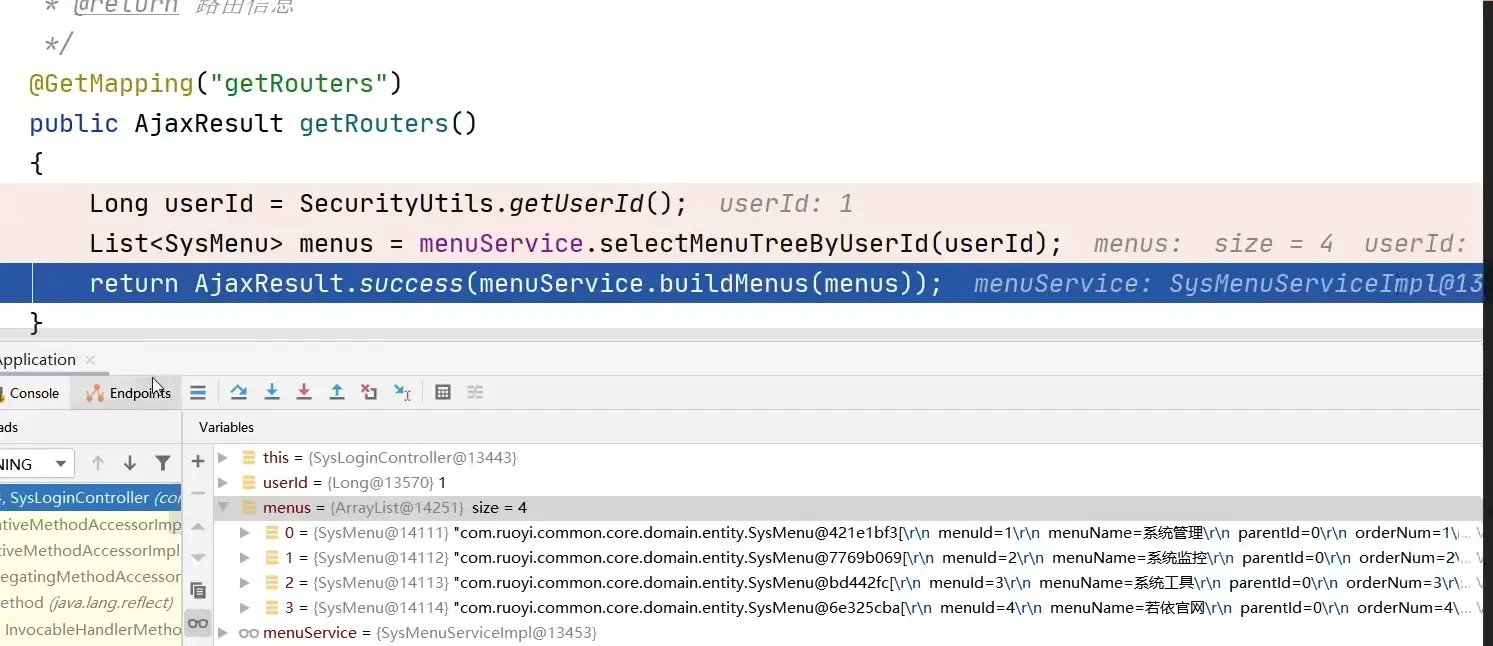 * @return 路由信息
*/
@GetMapping("getRouters")
public AjaxResult getRouters()
{
Long userId = SecurityUtils.getUserId(); userId: 1
List<SysMenu> menus = menuService.selectMenuTreeByUserId(userId); menus: size = 4 userId:
return AjaxResult.success(menuService.buildMenus(menus)); menuService: SysMenuServiceImpl@13
}
Application
Console Endpoints
ads Variables
NING
this = {SysLoginController@13443}
userId = {Long@13570} 1
, SysLoginController (con
menus = {ArrayList@14251} size = 4
ativeMethodAccessorImp
0 = {SysMenu@14111} "com.ruoyi.common.core.domain.entity.SysMenu@421e1bf3[\r\n menuId=1\r\n menuName=系统管理\r\n parentId=0\r\n orderNum=1\...
tiveMethodAccessorImpl
1 = {SysMenu@14112} "com.ruoyi.common.core.domain.entity.SysMenu@7769b069[\r\n menuId=2\r\n menuName=系统监控\r\n parentId=0\r\n orderNum=2\...
egatingMethodAccessor
2 = {SysMenu@14113} "com.ruoyi.common.core.domain.entity.SysMenu@bd442fc[\r\n menuId=3\r\n menuName=系统工具\r\n parentId=0\r\n orderNum=3\r\...
ethod (java.lang.reflect)
3 = {SysMenu@14114} "com.ruoyi.common.core.domain.entity.SysMenu@6e325cba[\r\n menuId=4\r\n menuName=若依官网\r\n parentId=0\r\n orderNum=4\...
InvocableHandlerMetho
menuService = {SysMenuServiceImpl@13453}